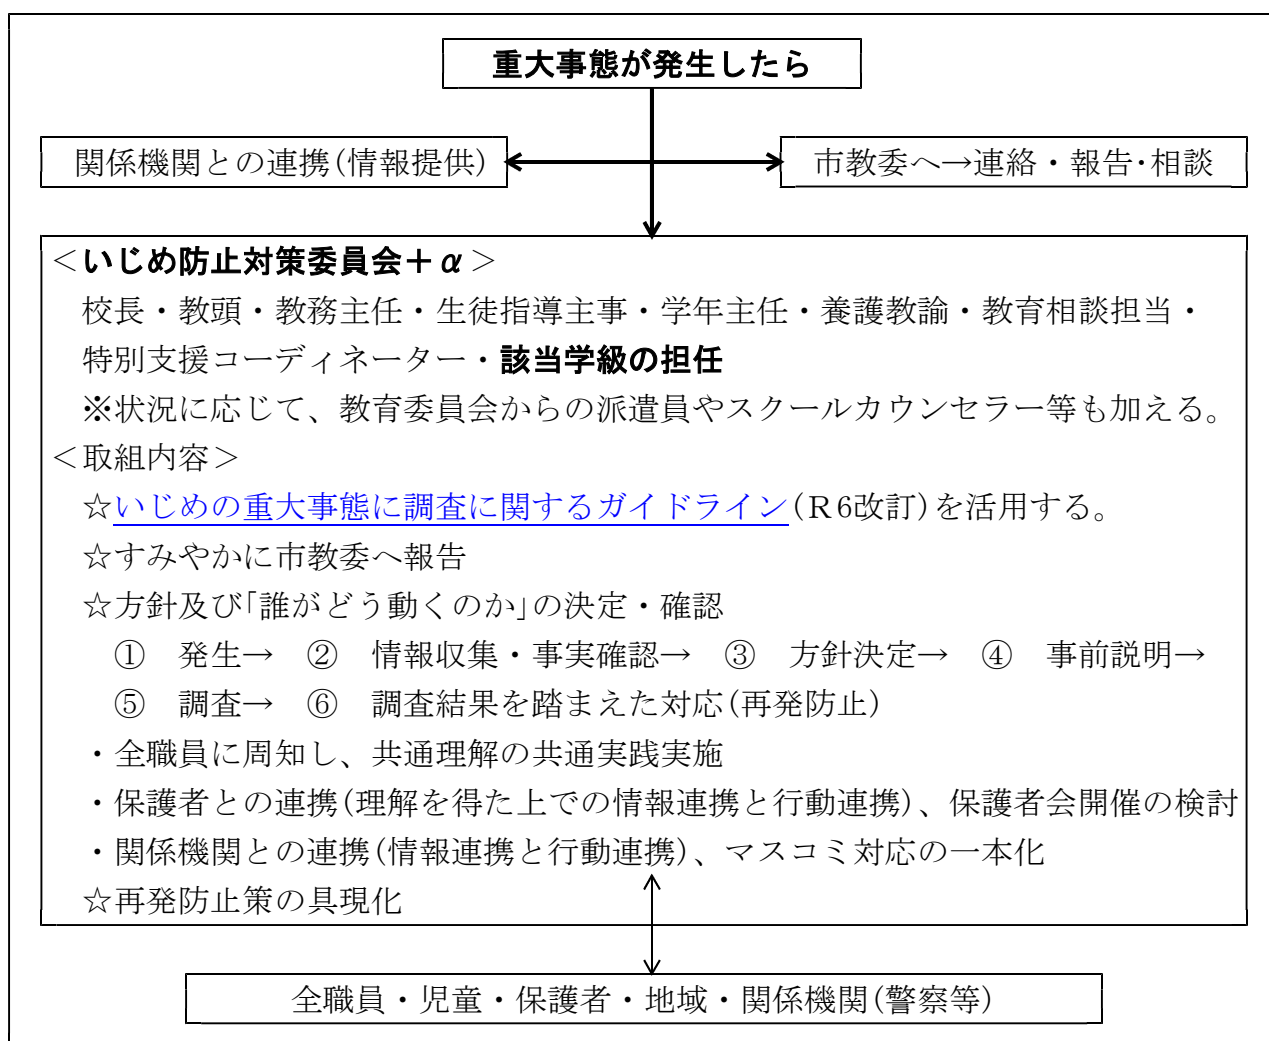 重大事態が発生したら
関係機関との連携(情報提供)
市教委へ→連絡・報告・相談
＜いじめ防止対策委員会＋α＞
校長・教頭・教務主任・生徒指導主事・学年主任・養護教諭・教育相談担当・
特別支援コーディネーター・該当学級の担任
※状況に応じて、教育委員会からの派遣員やスクールカウンセラー等も加える。
＜取組内容＞
☆いじめの重大事態に調査に関するガイドライン(Ｒ6改訂)を活用する。
☆すみやかに市教委へ報告
☆方針及び｢誰がどう動くのか｣の決定・確認
①　発生→　②　情報収集・事実確認→　③　方針決定→　④　事前説明→
⑤　調査→　⑥　調査結果を踏まえた対応(再発防止)
・全職員に周知し、共通理解の共通実践実施
・保護者との連携(理解を得た上での情報連携と行動連携)、保護者会開催の検討
・関係機関との連携(情報連携と行動連携)、マスコミ対応の一本化
☆再発防止策の具現化
全職員・児童・保護者・地域・関係機関(警察等)